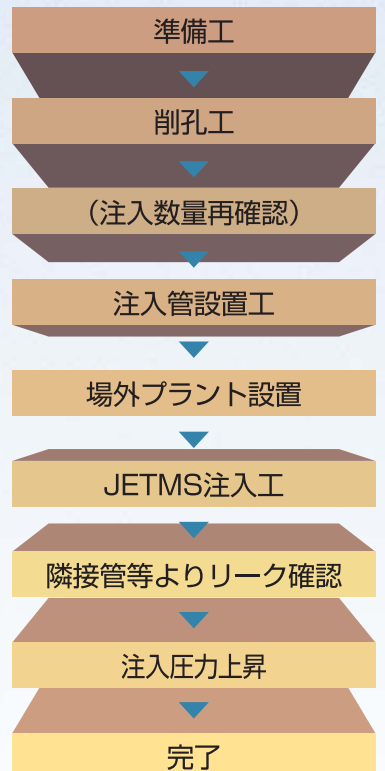 準備工
削孔工
（注入数量再確認）
注入管設置工
場外プラント設置
JETMS注入工
隣接管等よりリーク確認
注入圧力上昇
完了